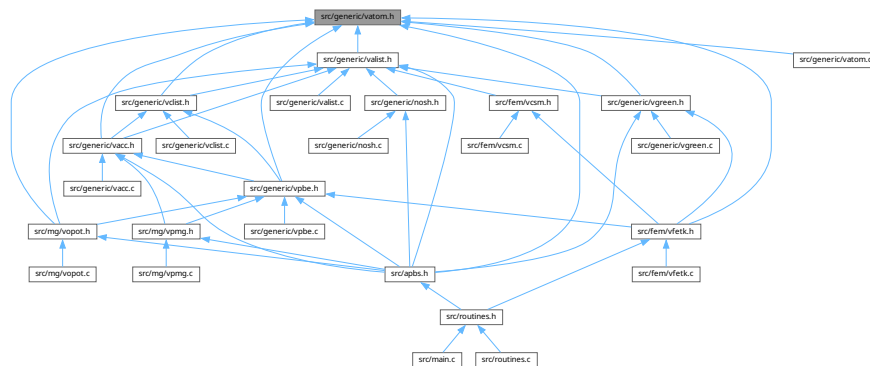 src/generic/vatom.h
src/generic/valist.h
src/generic/vatom.c
src/generic/vclist.h
src/generic/valist.c
src/generic/nosh.h
src/fem/vcsm.h
src/generic/vgreen.h
src/generic/vacc.h
src/generic/vclist.c
src/generic/nosh.c
src/fem/vcsm.c
src/generic/vgreen.c
src/generic/vacc.c
src/generic/vpbe.h
src/mg/vopot.h
src/mg/vpmg.h
src/generic/vpbe.c
src/fem/vfetk.h
src/mg/vopot.c
src/mg/vpmg.c
src/apbs.h
src/fem/vfetk.c
src/routines.h
src/main.c
src/routines.c